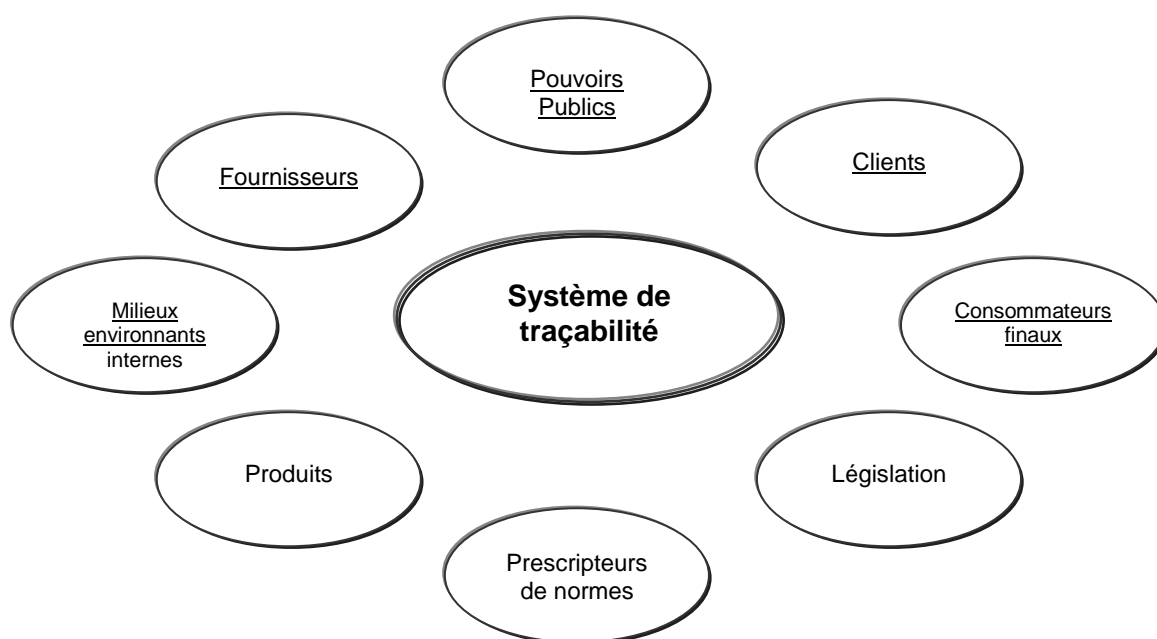 Pouvoirs
Publics
Fournisseurs
Clients
Système de
traçabilité
Milieux
environnants
internes
Consommateurs
finaux
Produits
Législation
Prescripteurs
de normes